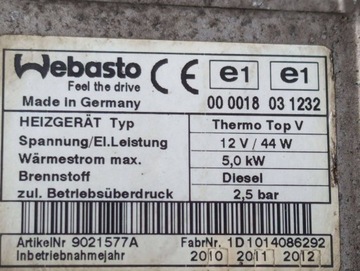 Webasto
Feel the drive
Made in Germany
CE e1 e1
00 0018 03 1232
HEIZGERÄT Typ Thermo Top V
Spannung/El.Leistung 12 V / 44 W
Wärmestrom max. 5,0 kW
Brennstoff Diesel
zul. Betriebsüberdruck 2,5 bar
ArtikelNr 9021577A FabrNr. 1D1014086292
Inbetriebnahmejahr 2010 2011 2012